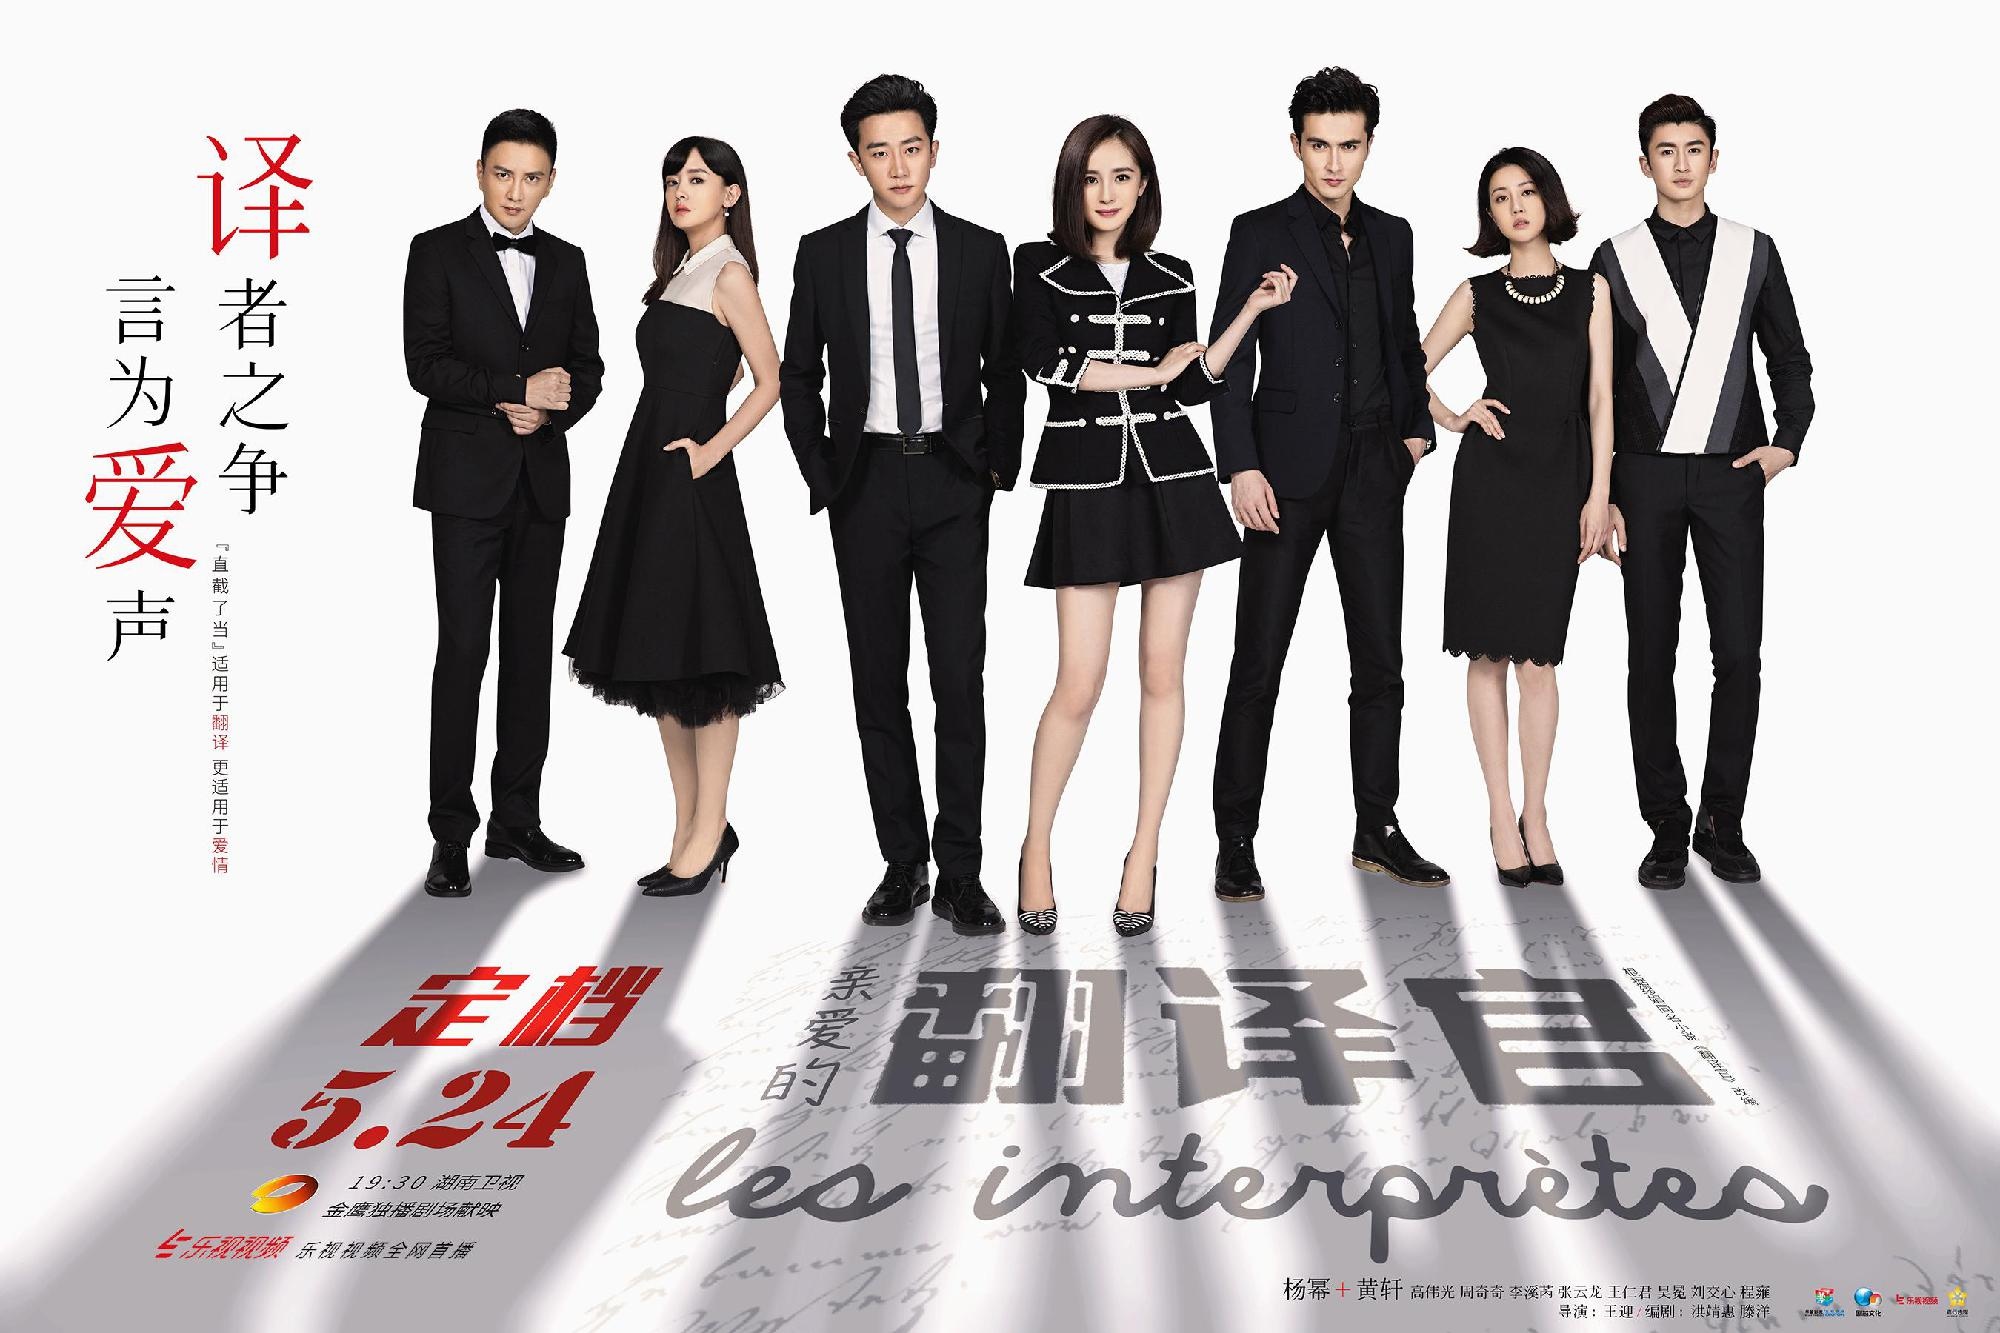 译者之争
言为爱声
『直截了当』适用于翻译 更适用于爱情
定档
5.24
19:30 湖南卫视
金鹰独播剧场献映
乐视视频 乐视视频全网首播
亲爱的
翻译官
les interprètes
杨幂+黄轩 高伟光 周奇奇 李溪芮 张云龙 王仁君 吴冕 刘交心 程雍
导演:王迎/编剧:洪靖惠 滕洋
乐视视频